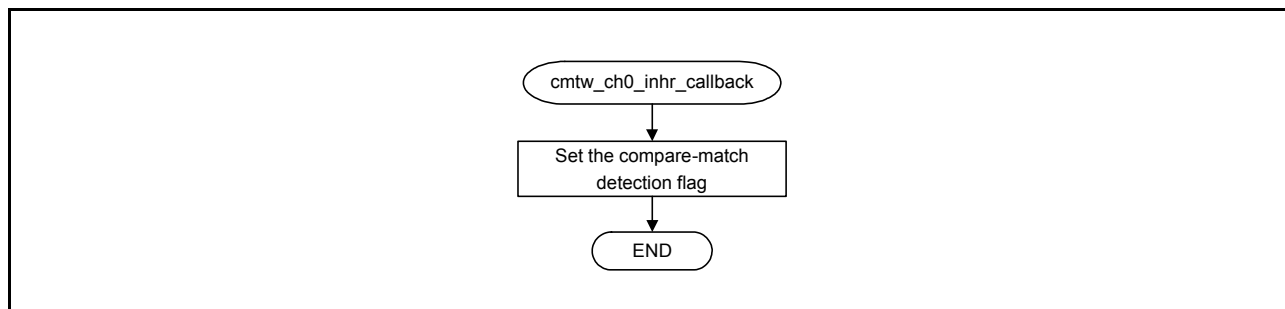 cmtw_ch0_inhr_callback
Set the compare-match
detection flag
END